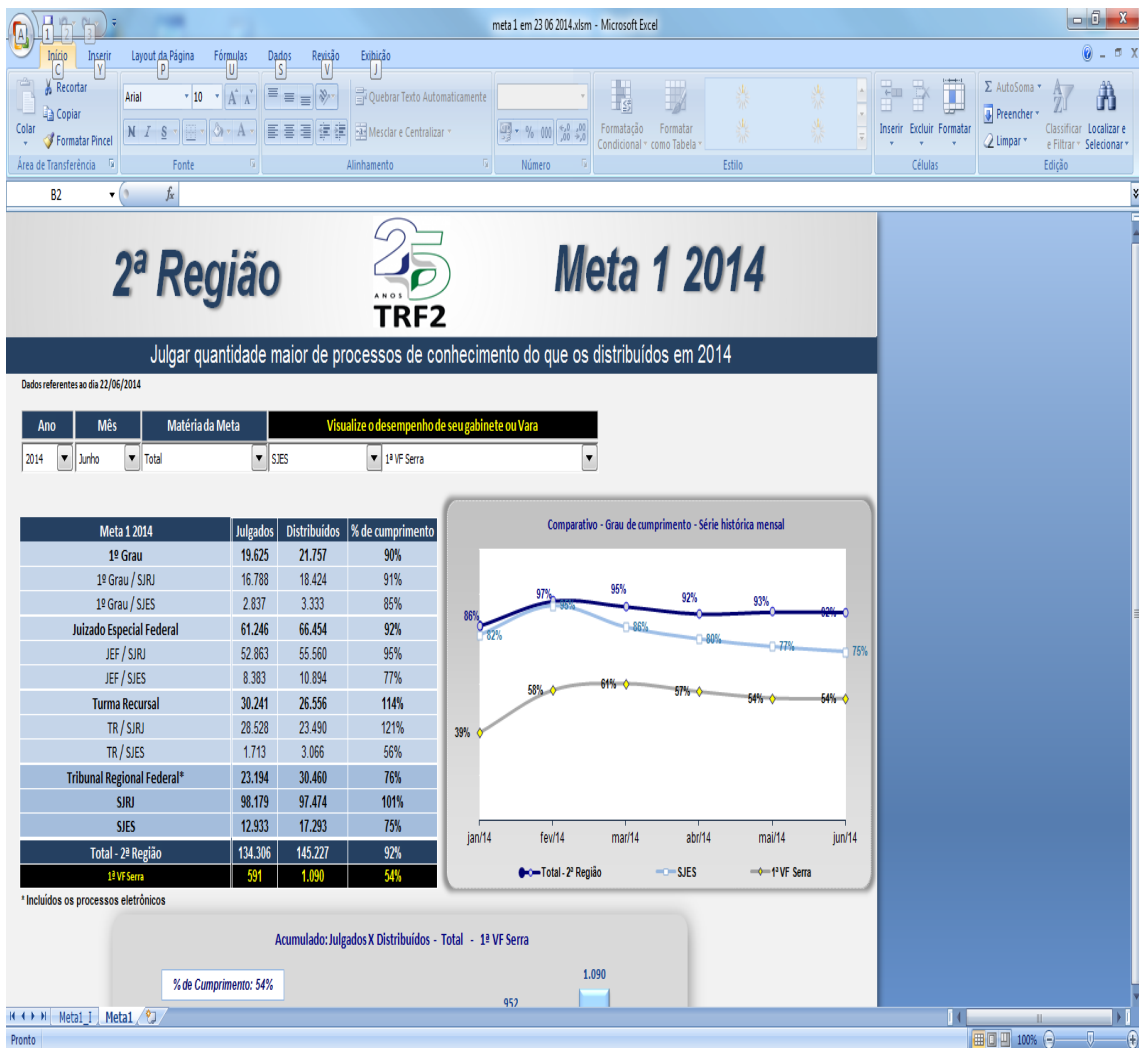 meta 1 em 23 06 2014.xlsm - Microsoft Excel
1 2 3
Início Inserir Layout da Página Fórmulas Dados Revisão Exibição
C Y P U S V J
Colar
Recortar
Copiar
Formatar Pincel
Área de Transferência
Arial 10
N I S
Fonte
Quebrar Texto Automaticamente
Mesclar e Centralizar
Alinhamento
% 000
Número
Formatação Condicional
Formatar como Tabela
Estilo
Inserir Excluir Formatar
Células
AutoSoma
Preencher
Limpar
Classificar e Filtrar
Localizar e Selecionar
Edição
B2 fx
2ª Região
25
ANOS
TRF2
Meta 1 2014
Julgar quantidade maior de processos de conhecimento do que os distribuídos em 2014
Dados referentes ao dia 22/06/2014
Ano Mês Matéria da Meta Visualize o desempenho de seu gabinete ou Vara
2014 Junho Total SJES 1ª VF Serra
Meta 1 2014 Julgados Distribuídos % de cumprimento
1º Grau 19.625 21.757 90%
1º Grau / SJRJ 16.788 18.424 91%
1º Grau / SJES 2.837 3.333 85%
Juizado Especial Federal 61.246 66.454 92%
JEF / SJRJ 52.863 55.560 95%
JEF / SJES 8.383 10.894 77%
Turma Recursal 30.241 26.556 114%
TR / SJRJ 28.528 23.490 121%
TR / SJES 1.713 3.066 56%
Tribunal Regional Federal* 23.194 30.460 76%
SJRJ 98.179 97.474 101%
SJES 12.933 17.293 75%
Total - 2ª Região 134.306 145.227 92%
1ª VF Serra 591 1.090 54%
* Incluídos os processos eletrônicos
Comparativo - Grau de cumprimento - Série histórica mensal
86% 97% 95% 92% 93% 92%
82% 95% 86% 80% 77% 75%
39% 58% 61% 57% 54% 54%
jan/14 fev/14 mar/14 abr/14 mai/14 jun/14
Total - 2ª Região SJES 1ª VF Serra
Acumulado: Julgados X Distribuídos - Total - 1ª VF Serra
% de Cumprimento: 54%
1.090
952
Meta1_I Meta1
Pronto
100%